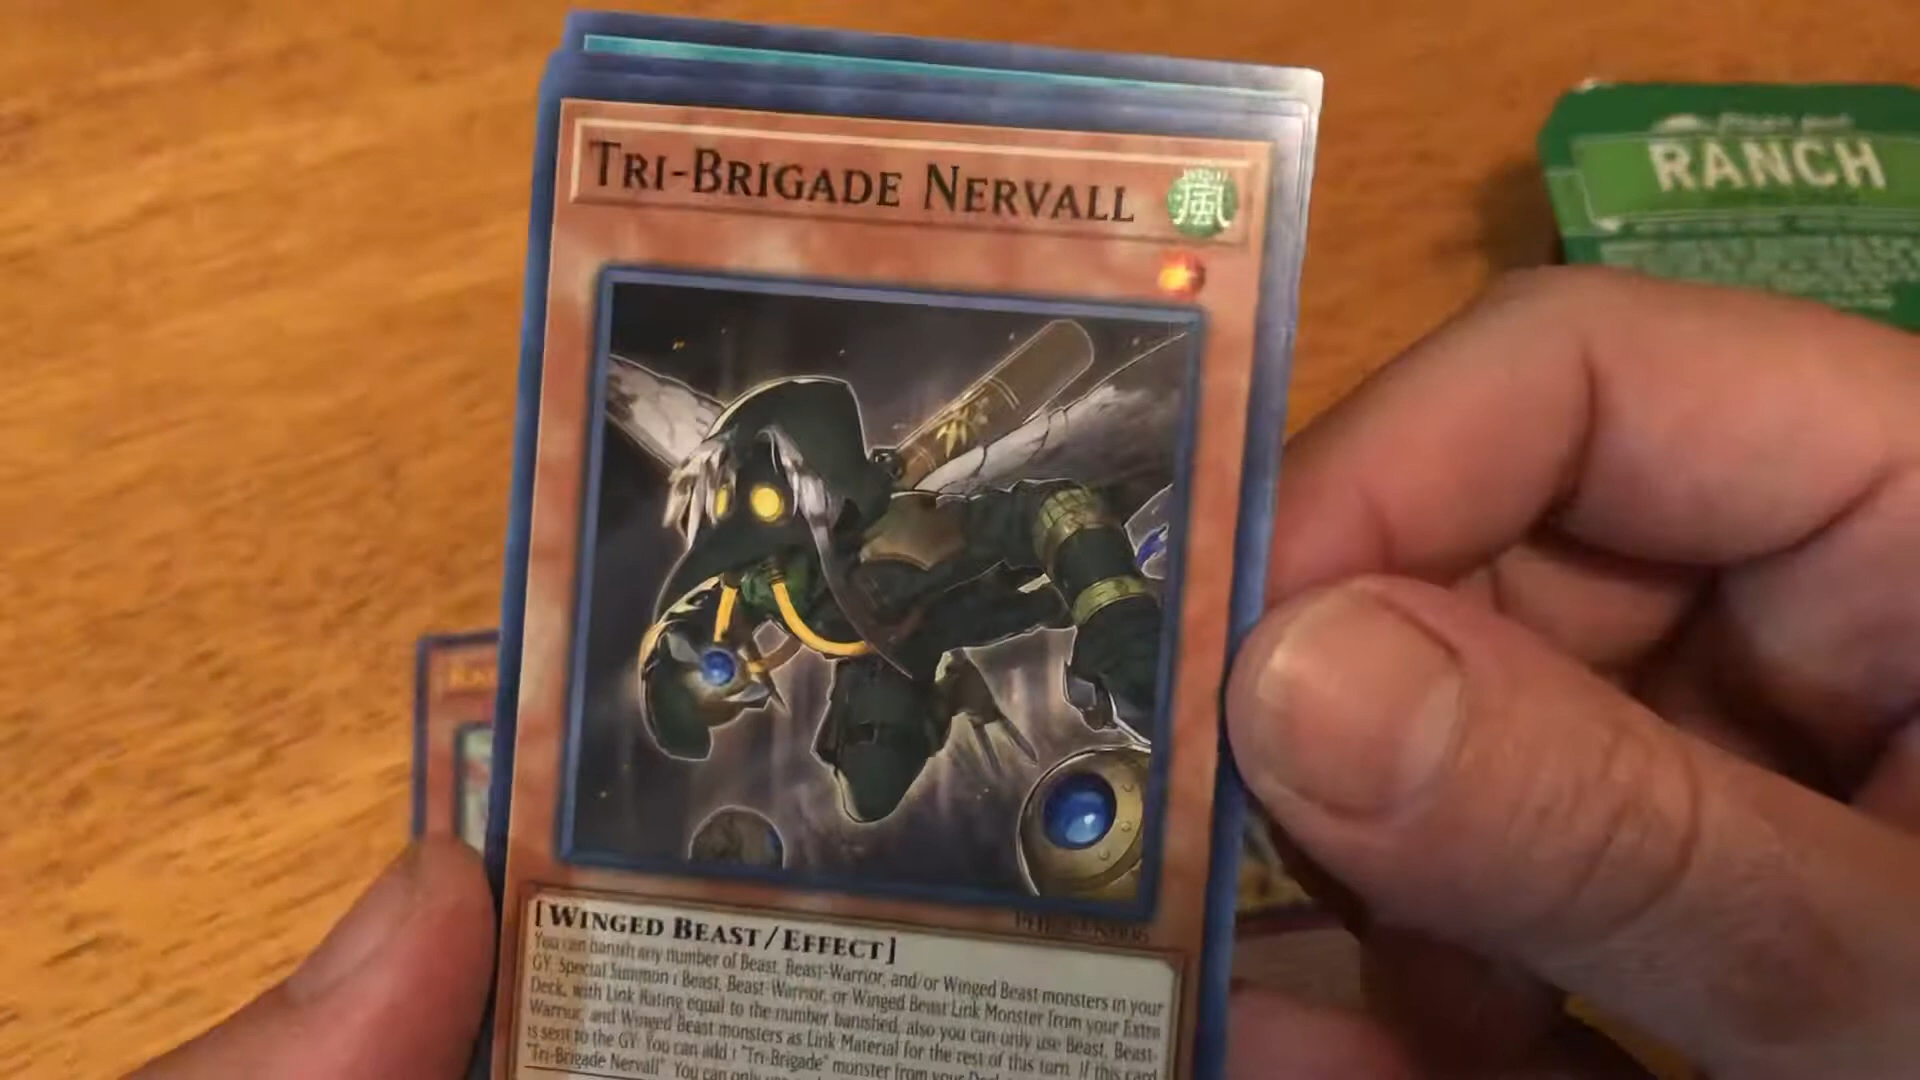 TRI-BRIGADE NERVALL
風
RANCH
[WINGED BEAST/EFFECT]
You can banish any number of Beast, Beast-Warrior, and/or Winged Beast monsters in your
GY; Special Summon 1 Beast, Beast-Warrior, or Winged Beast Link Monster from your Extra
Deck, with Link Rating equal to the number banished, also you can only use Beast, Beast-
Warrior, and Winged Beast monsters as Link Material for the rest of this turn. If this card
is sent to the GY: You can add 1 "Tri-Brigade" monster from your
"Tri-Brigade Nervall". You can only